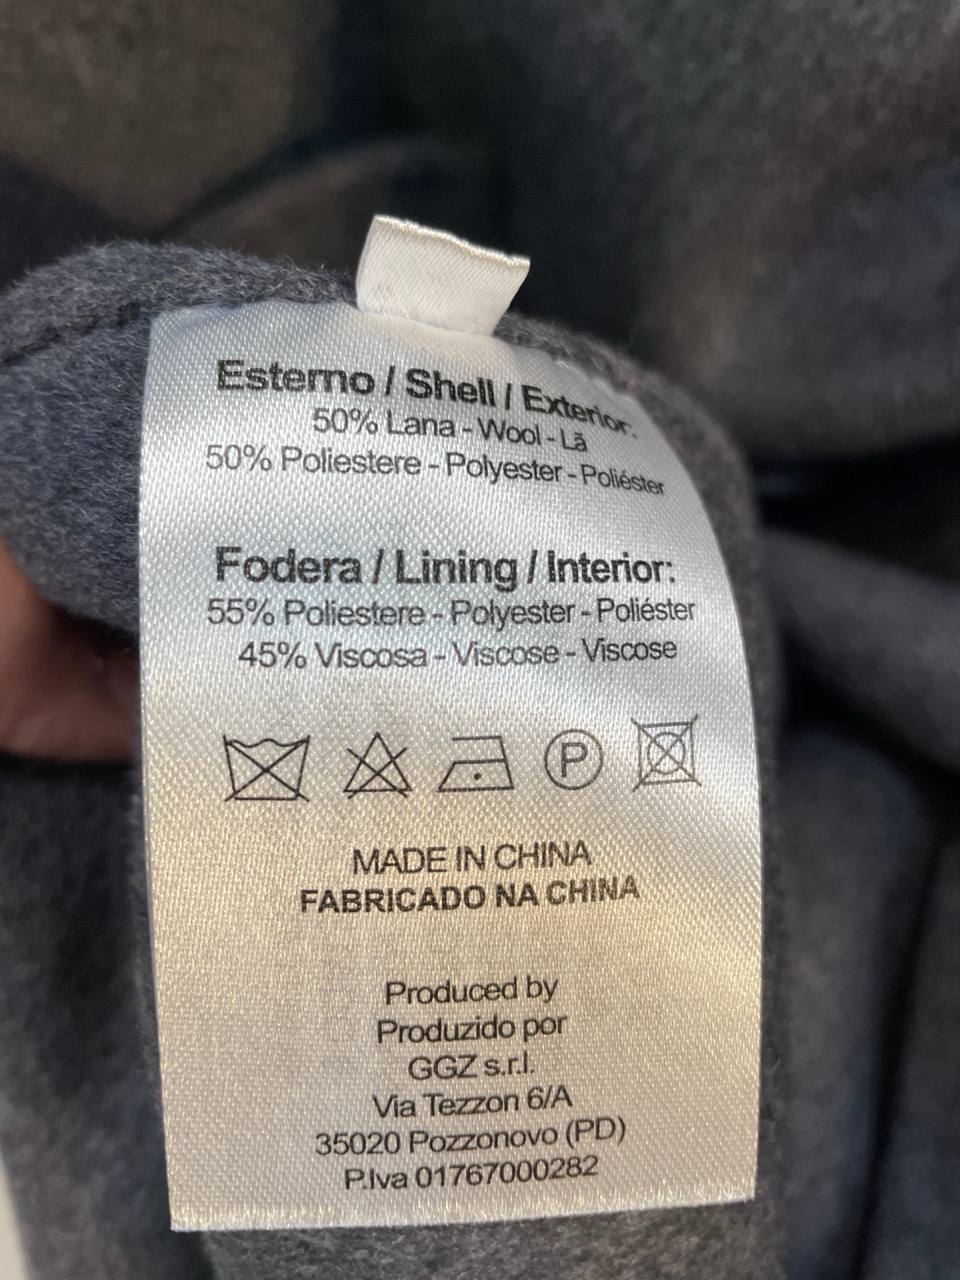 Esterno / Shell / Exterior:
50% Lana - Wool - Lã
50% Poliestere - Polyester - Poliéster
Fodera / Lining / Interior:
55% Poliestere - Polyester - Poliéster
45% Viscosa - Viscose - Viscose
P
MADE IN CHINA
FABRICADO NA CHINA
Produced by
Produzido por
GGZ s.r.l.
Via Tezzon 6/A
35020 Pozzonovo (PD)
P.Iva 01767000282